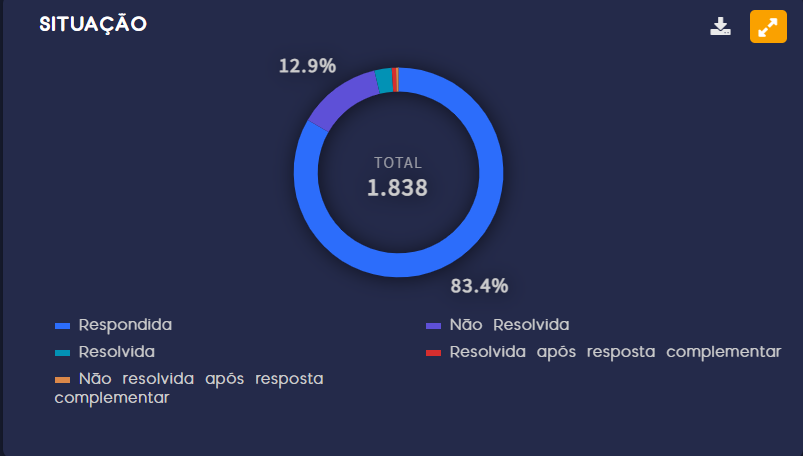 SITUAÇÃO
12.9%
TOTAL
1.838
83.4%
Respondida
Não Resolvida
Resolvida
Resolvida após resposta complementar
Não resolvida após resposta
complementar